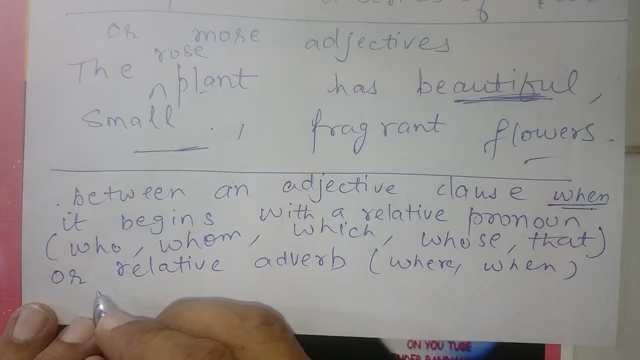 or more adjectives
The rose plant has beautiful,
Small , fragrant flowers.
between an adjective clause when
it begins with a relative pronoun
(who, whom, which, whose, that)
or relative adverb (where, when)
ON YOU TUBE